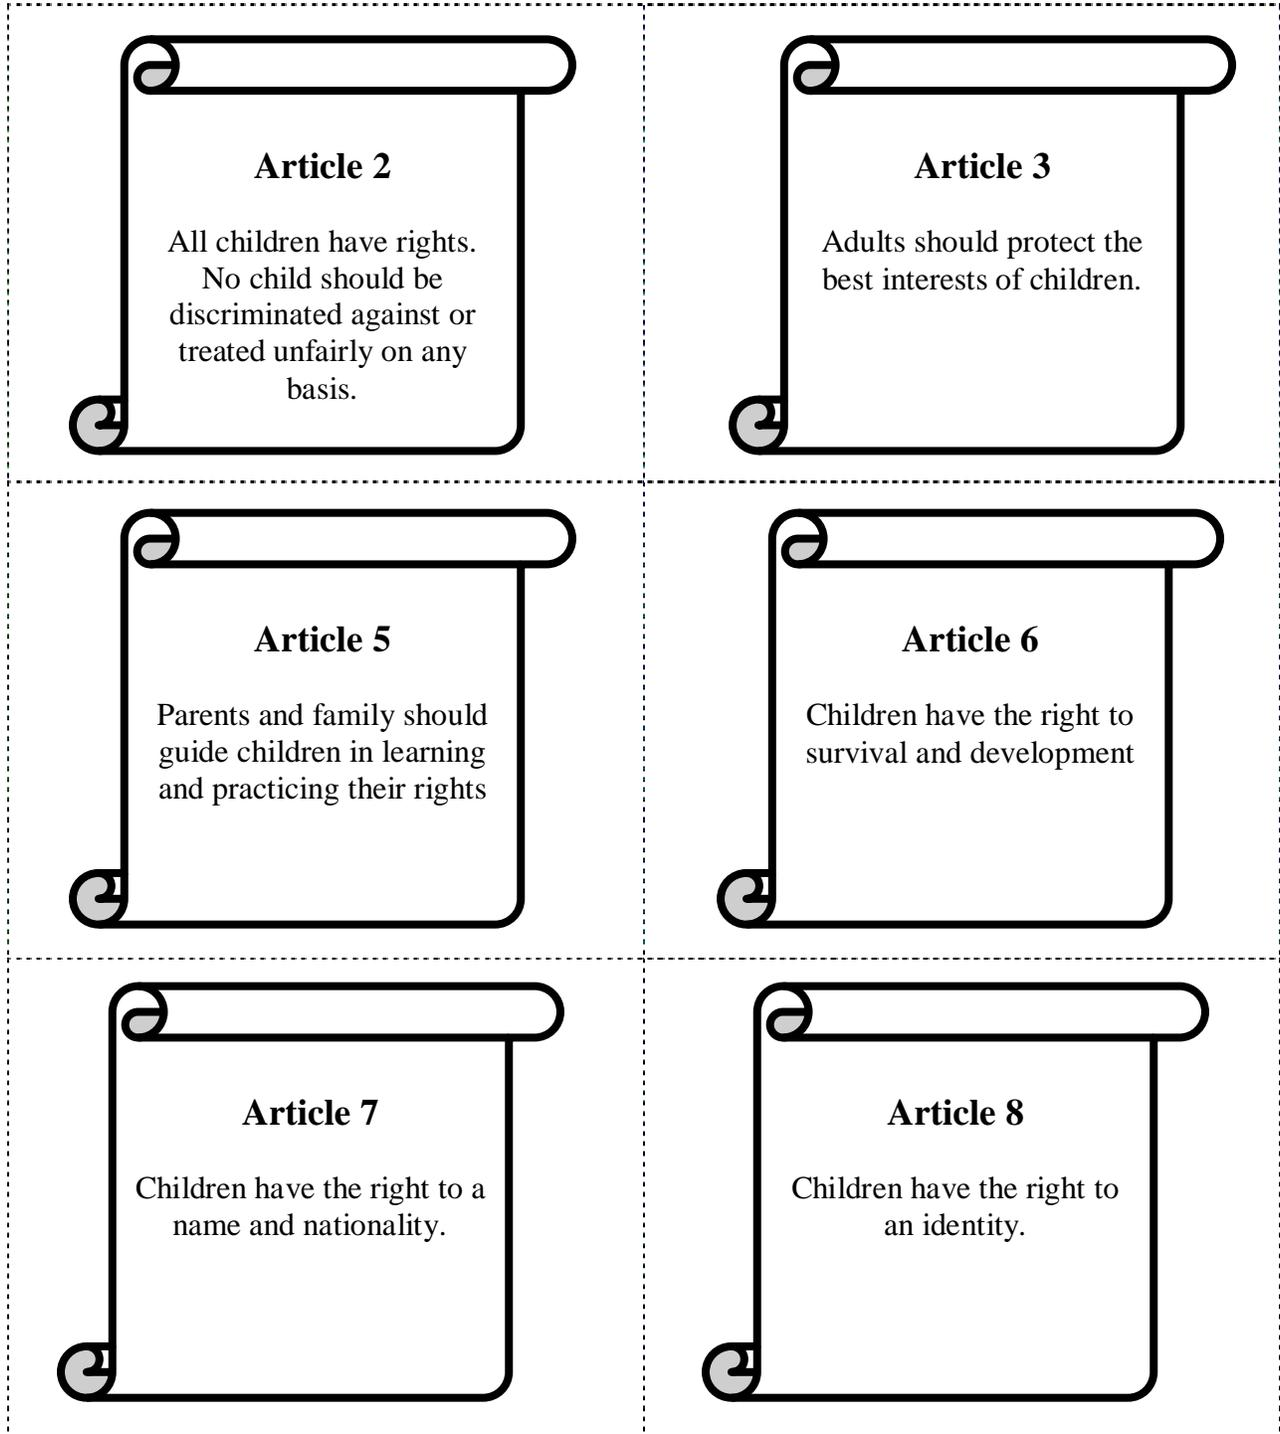 Article 2
All children have rights.
No child should be
discriminated against or
treated unfairly on any
basis.
Article 3
Adults should protect the
best interests of children.
Article 5
Parents and family should
guide children in learning
and practicing their rights
Article 6
Children have the right to
survival and development
Article 7
Children have the right to a
name and nationality.
Article 8
Children have the right to
an identity.